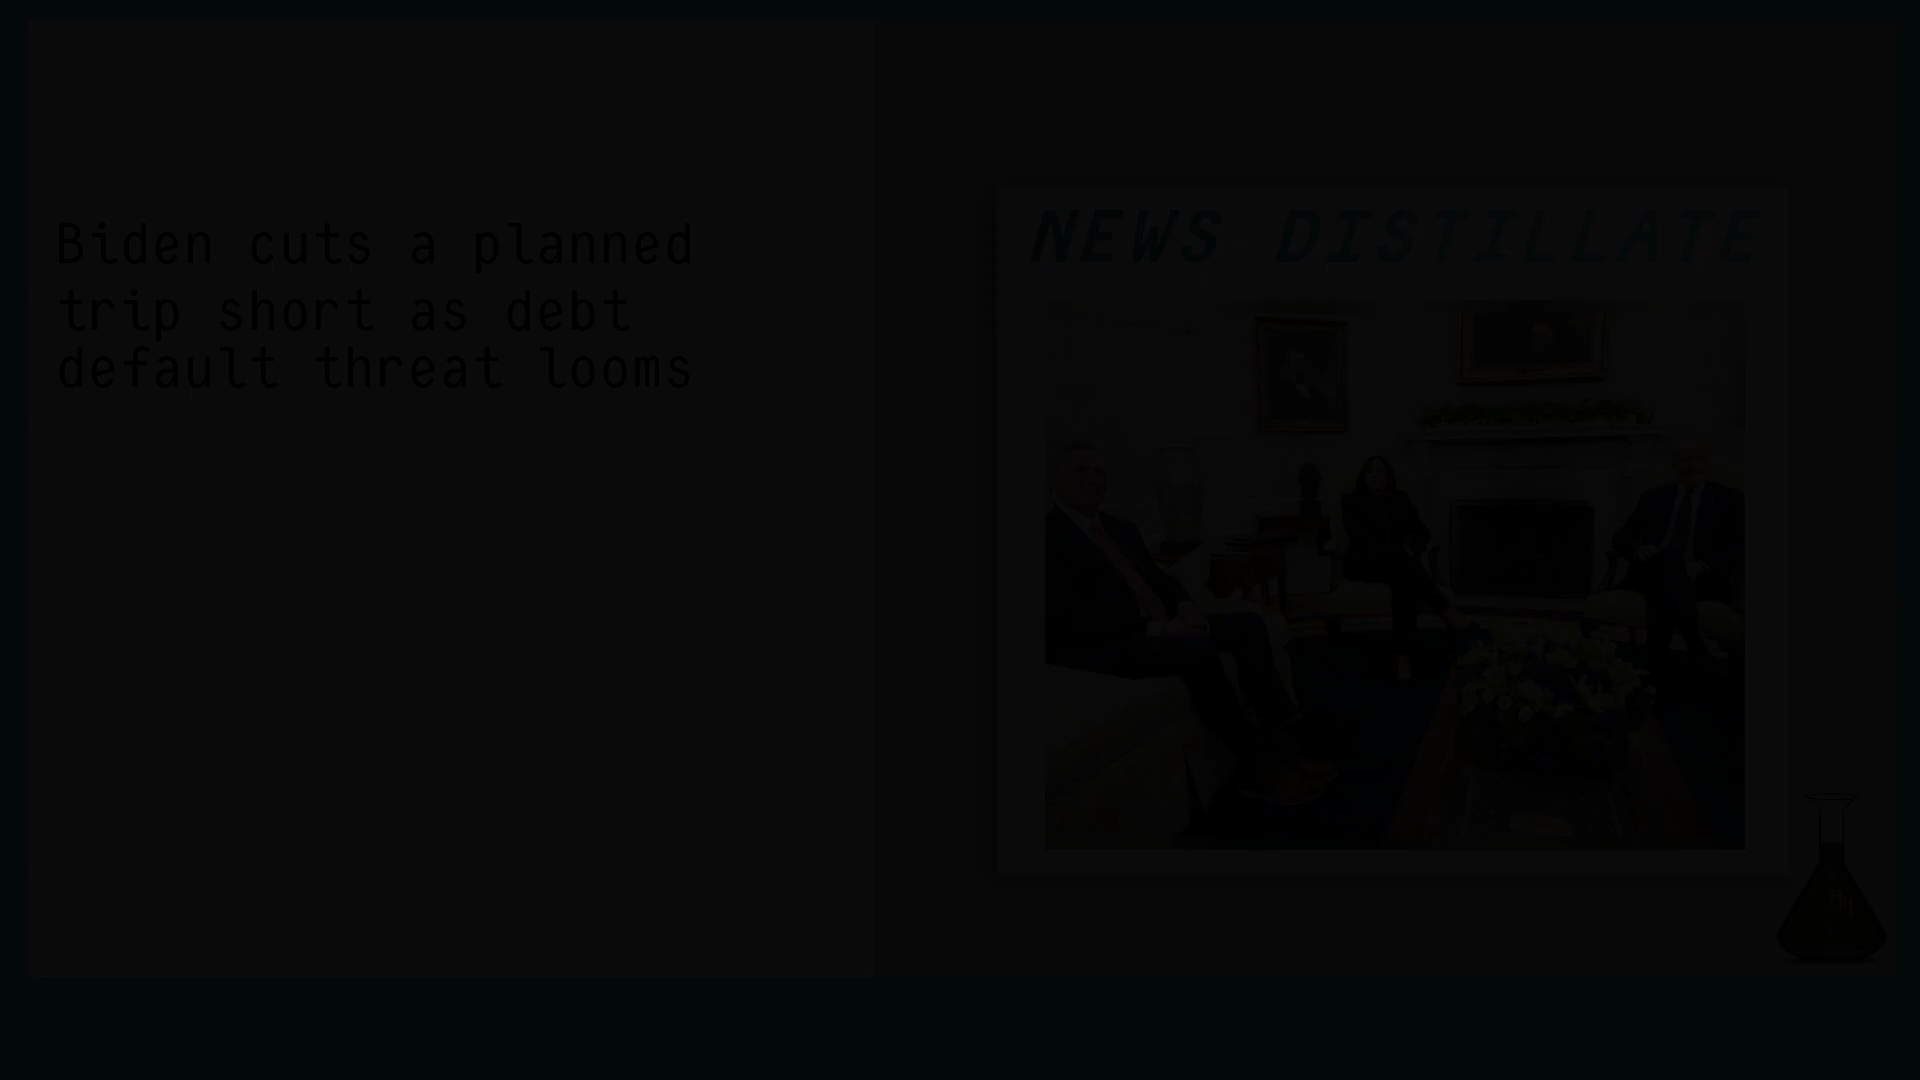 Biden cuts a planned
trip short as debt
default threat looms
NEWS DISTILLATE